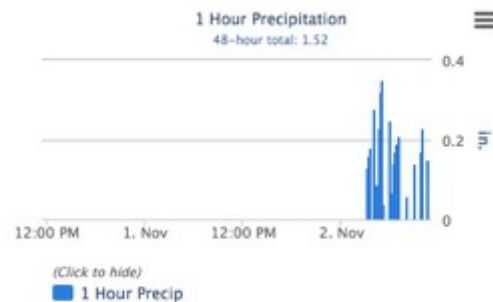 1 Hour Precipitation
48-hour total: 1.52
0.4
0.2
0
in.
12:00 PM 1. Nov 12:00 PM 2. Nov
(Click to hide)
1 Hour Precip